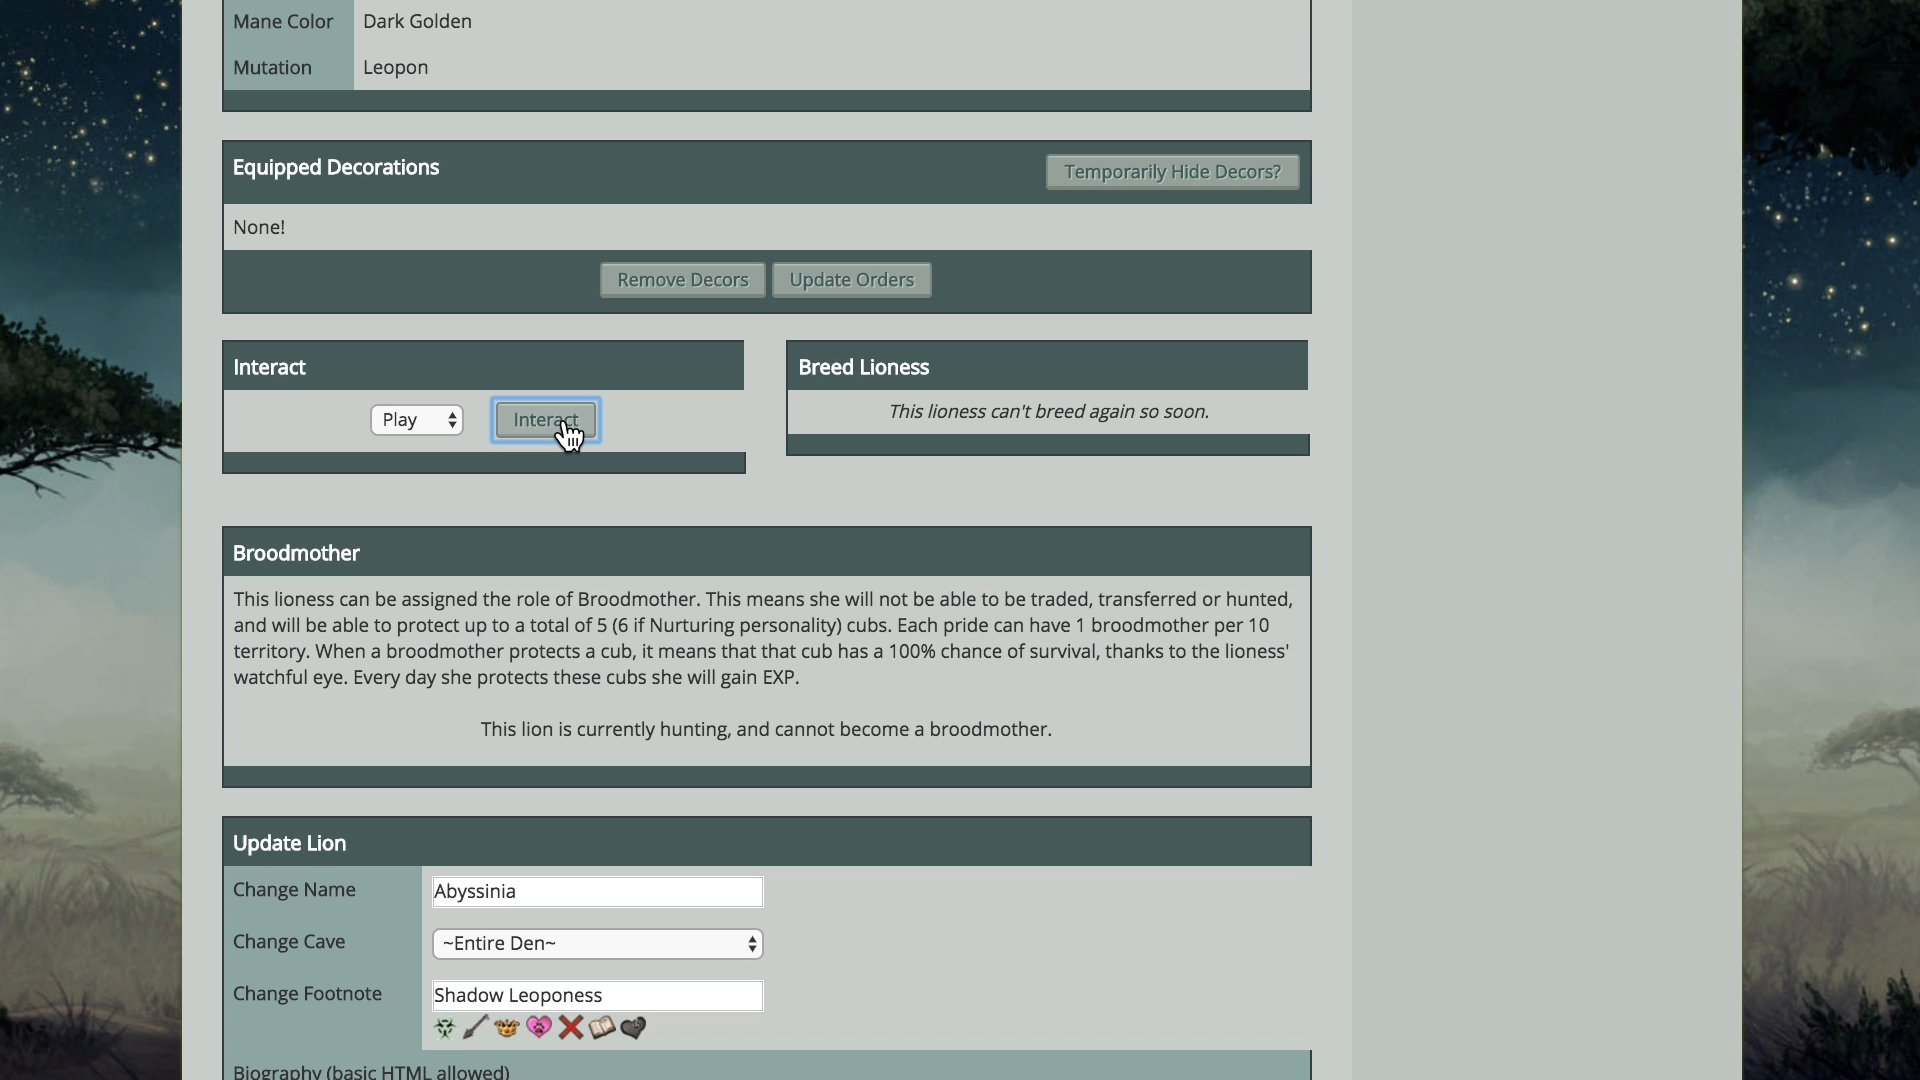 Mane Color Dark Golden
Mutation Leopon
Equipped Decorations Temporarily Hide Decors?
None!
Remove Decors Update Orders
Interact
Play Interact
Breed Lioness
This lioness can't breed again so soon.
Broodmother
This lioness can be assigned the role of Broodmother. This means she will not be able to be traded, transferred or hunted,
and will be able to protect up to a total of 5 (6 if Nurturing personality) cubs. Each pride can have 1 broodmother per 10
territory. When a broodmother protects a cub, it means that that cub has a 100% chance of survival, thanks to the lioness'
watchful eye. Every day she protects these cubs she will gain EXP.
This lion is currently hunting, and cannot become a broodmother.
Update Lion
Change Name Abyssinia
Change Cave ~Entire Den~
Change Footnote Shadow Leoponess
Biography (basic HTML allowed)